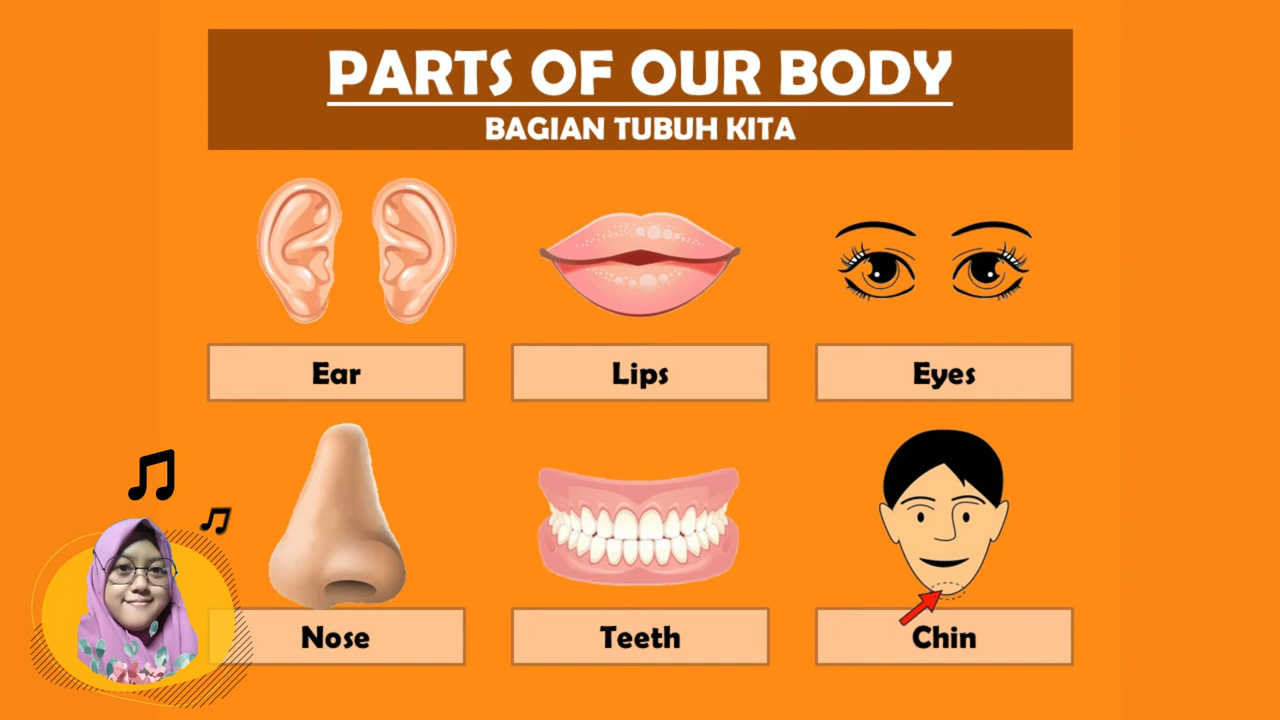 PARTS OF OUR BODY
BAGIAN TUBUH KITA
Ear
Lips
Eyes
Nose
Teeth
Chin